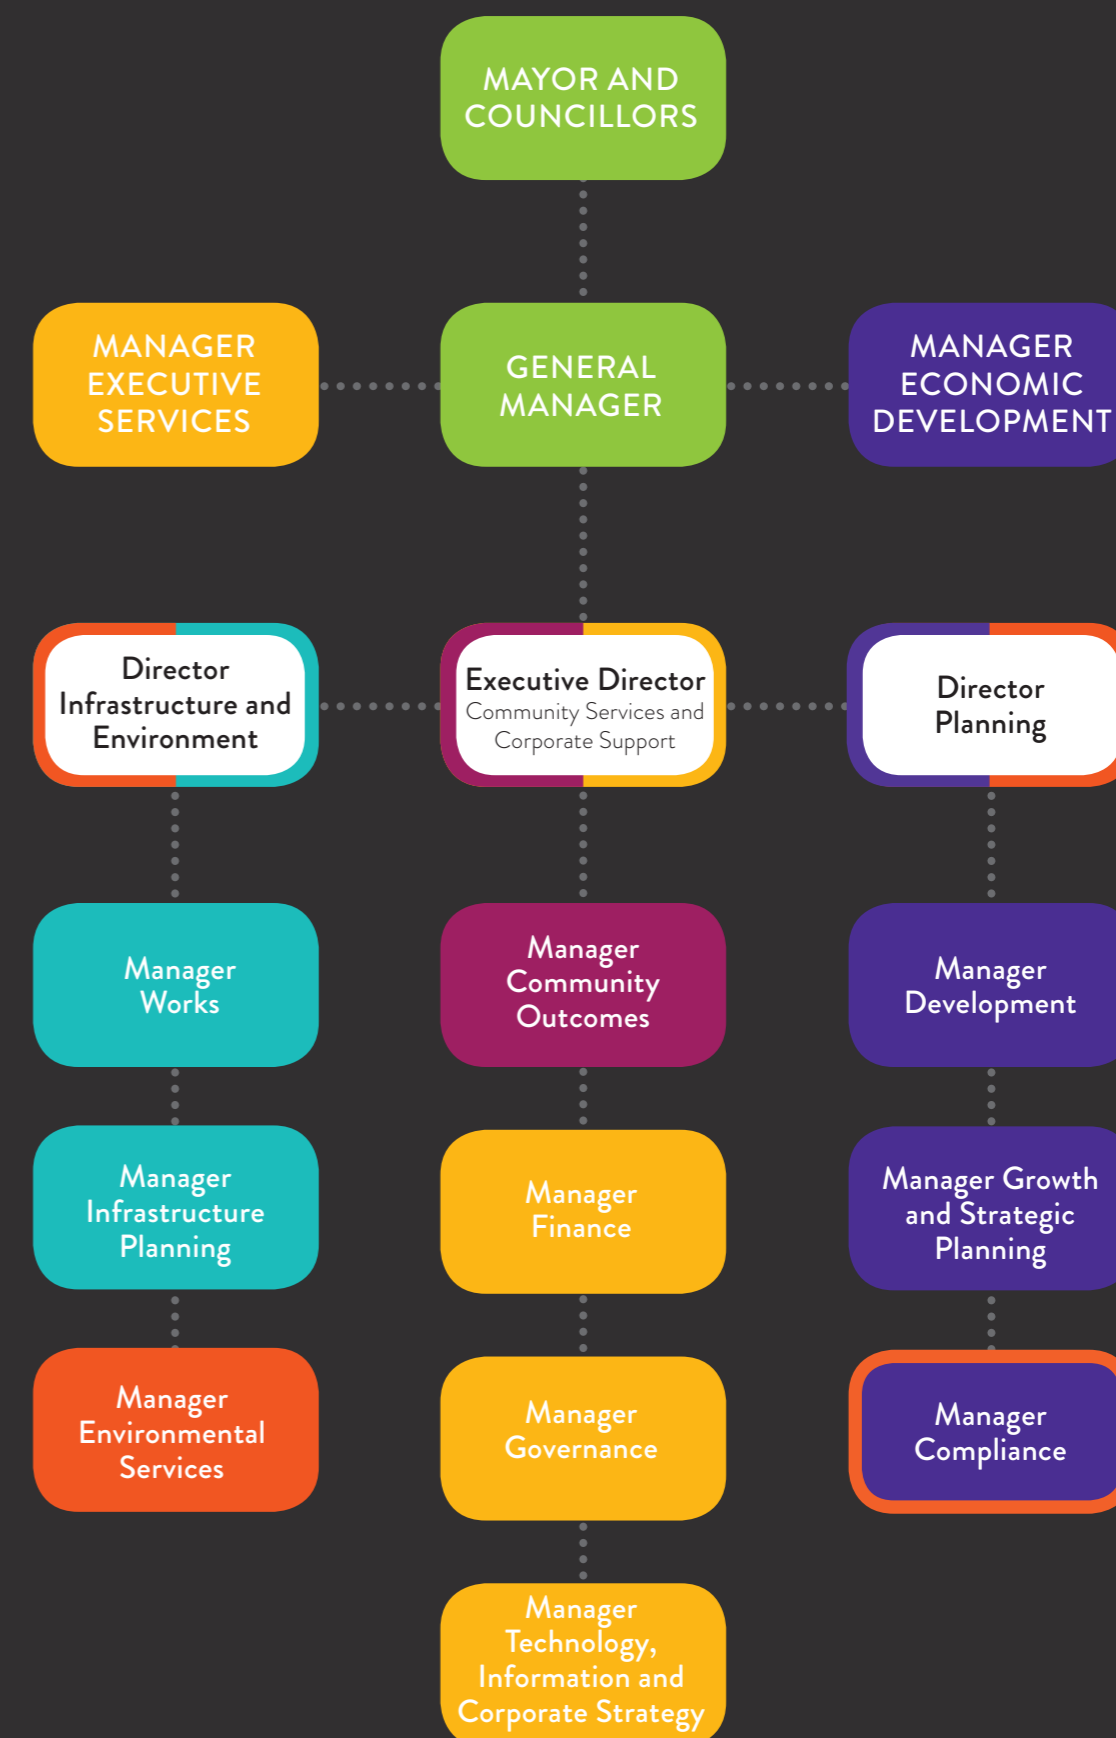 MAYOR AND
COUNCILLORS
MANAGER
EXECUTIVE
SERVICES
GENERAL
MANAGER
MANAGER
ECONOMIC
DEVELOPMENT
Director
Infrastructure and
Environment
Executive Director
Community Services and
Corporate Support
Director
Planning
Manager
Works
Manager
Community
Outcomes
Manager
Development
Manager
Infrastructure
Planning
Manager
Finance
Manager Growth
and Strategic
Planning
Manager
Environmental
Services
Manager
Governance
Manager
Compliance
Manager
Technology,
Information and
Corporate Strategy